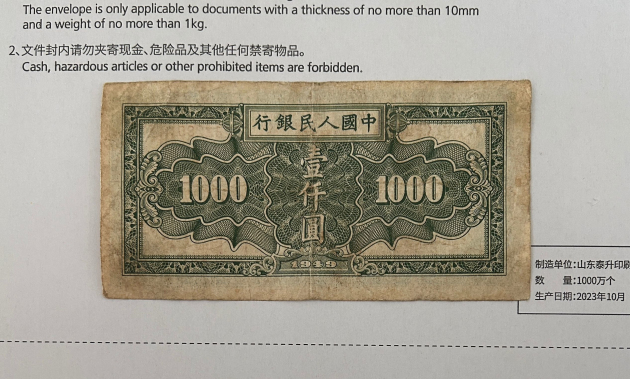 The envelope is only applicable to documents with a thickness of no more than 10mm
and a weight of no more than 1kg.
2、文件封内请勿夹寄现金、危险品及其他任何禁寄物品。
Cash, hazardous articles or other prohibited items are forbidden.
行銀民人國中
壹仟圓
1000 1000
1949
制造单位:山东泰升印刷
数 量:1000万个
生产日期:2023年10月